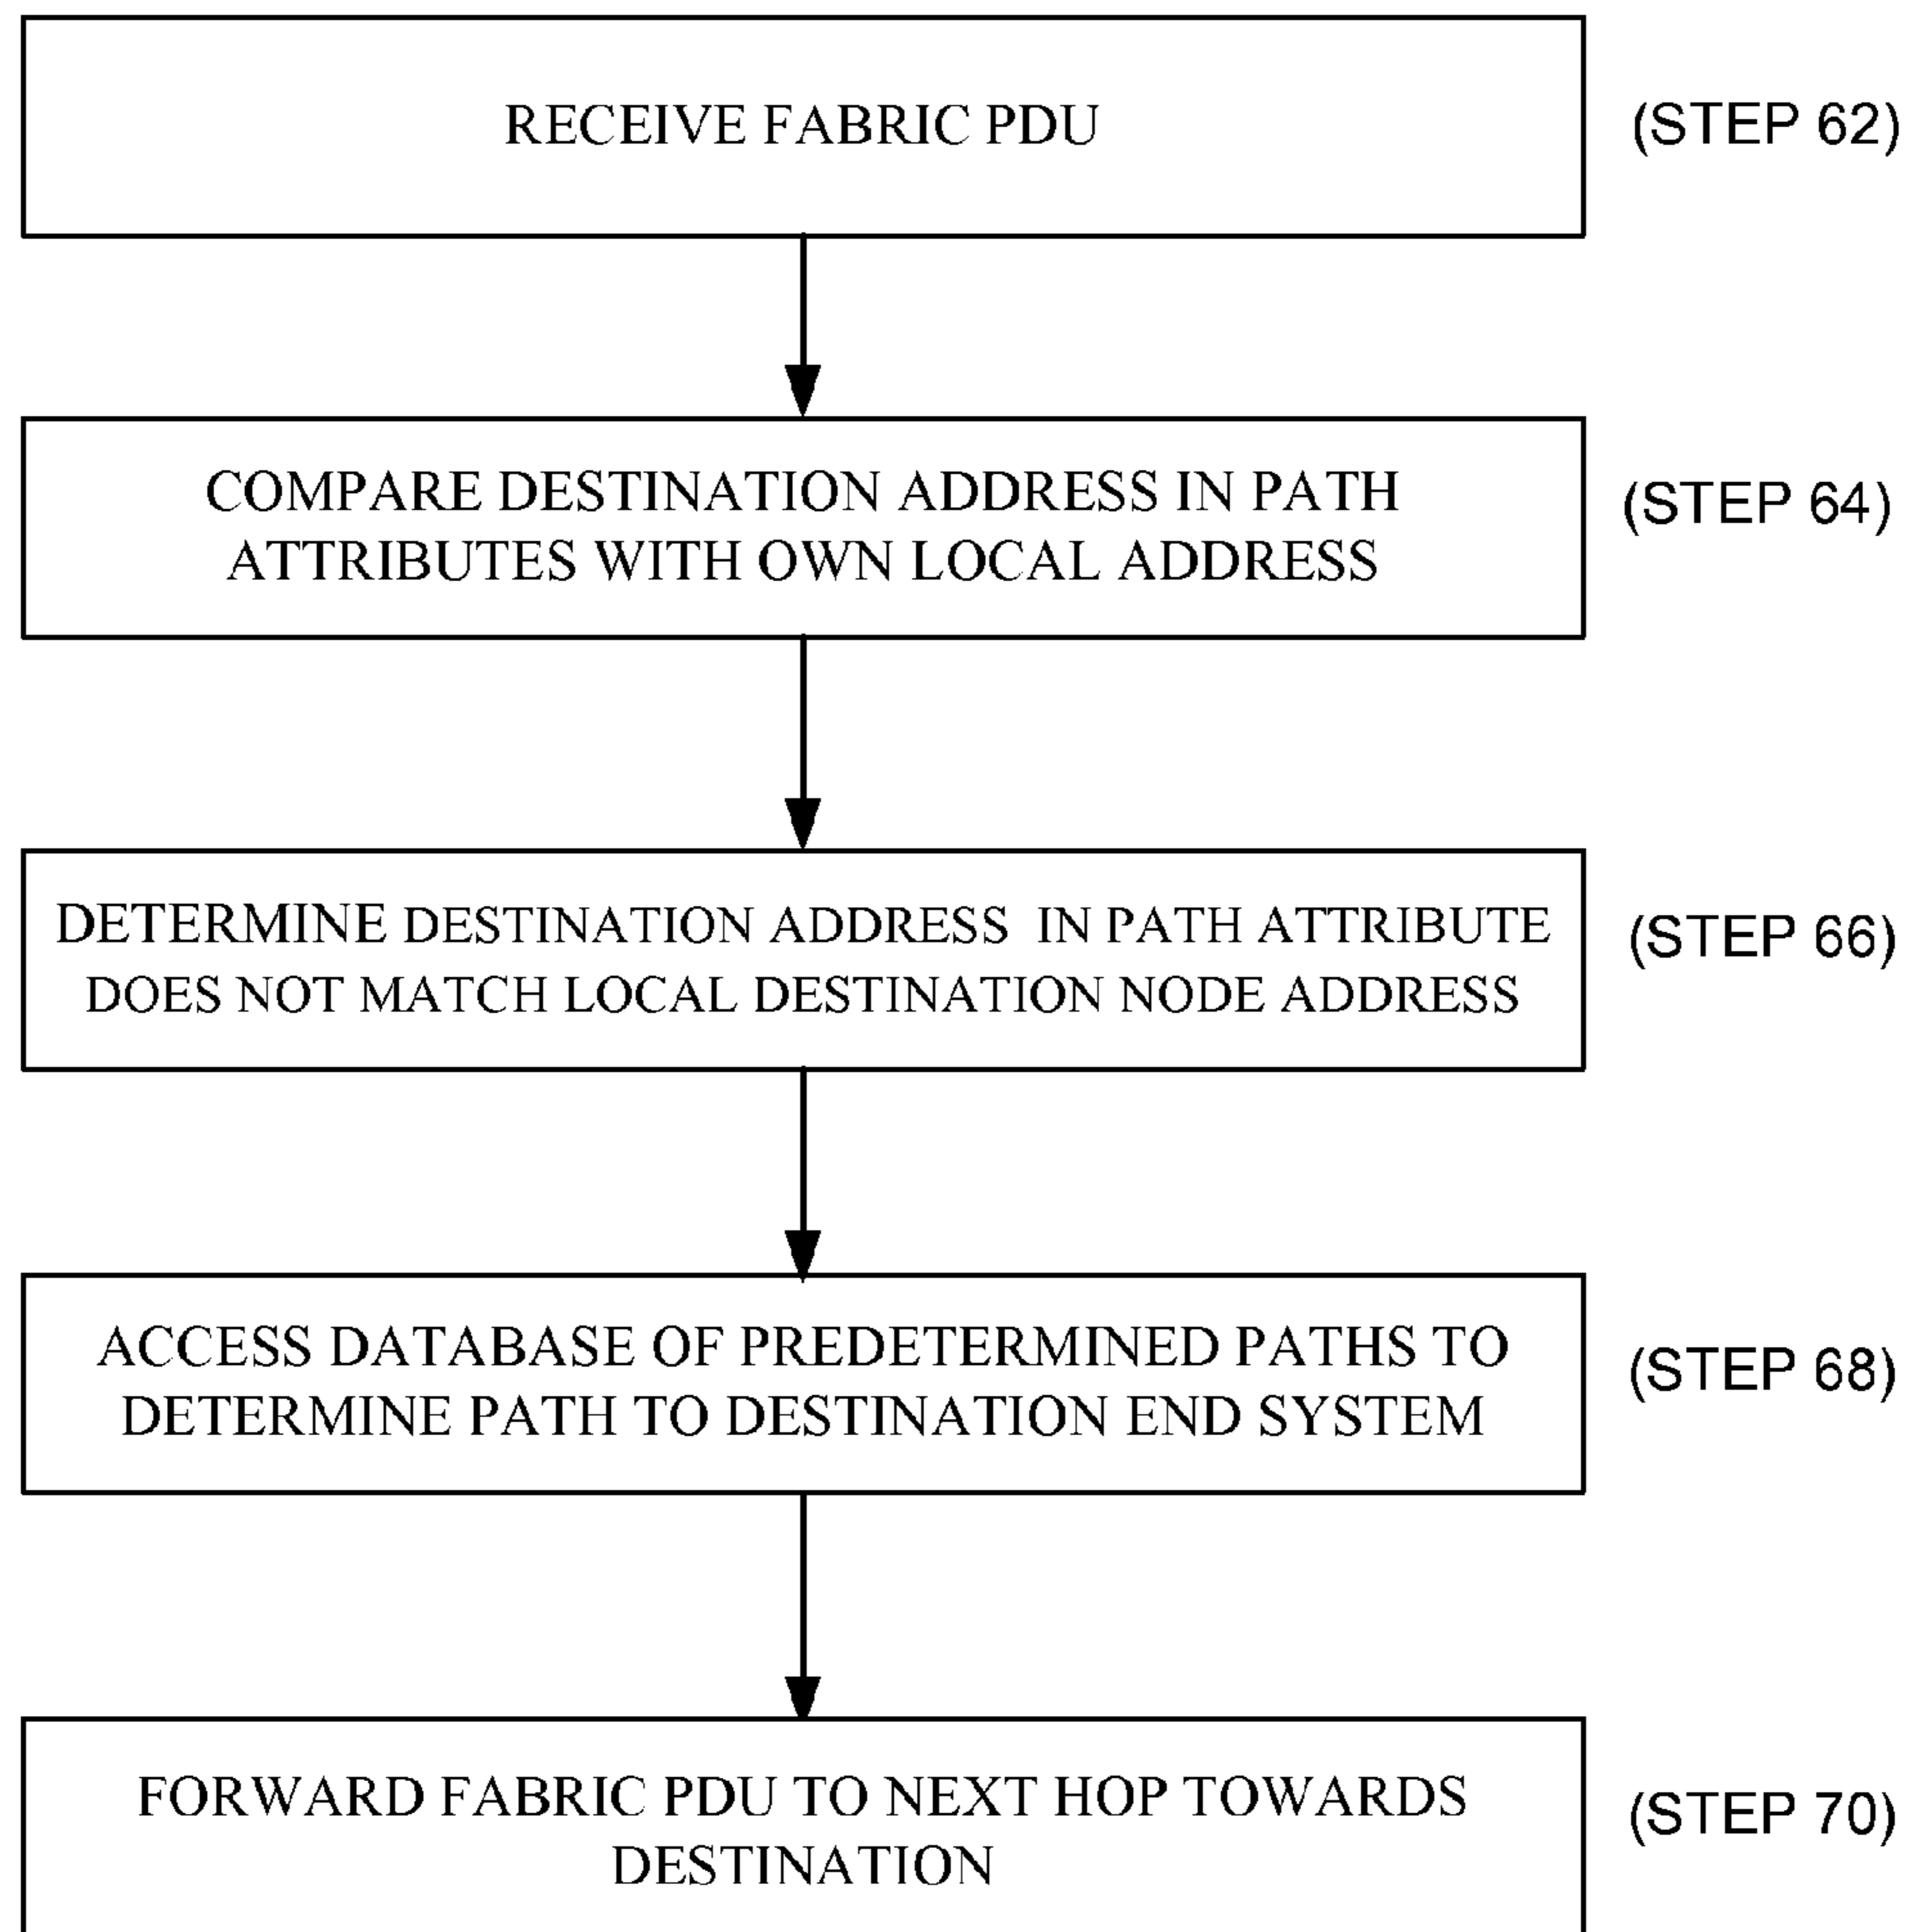 RECEIVE FABRIC PDU
(STEP 62)
COMPARE DESTINATION ADDRESS IN PATH
ATTRIBUTES WITH OWN LOCAL ADDRESS
(STEP 64)
DETERMINE DESTINATION ADDRESS IN PATH ATTRIBUTE
DOES NOT MATCH LOCAL DESTINATION NODE ADDRESS
(STEP 66)
ACCESS DATABASE OF PREDETERMINED PATHS TO
DETERMINE PATH TO DESTINATION END SYSTEM
(STEP 68)
FORWARD FABRIC PDU TO NEXT HOP TOWARDS
DESTINATION
(STEP 70)